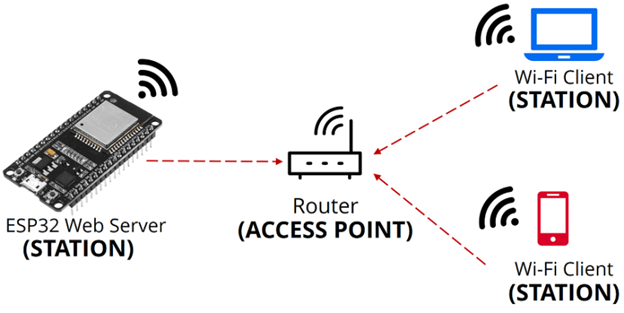 Wi-Fi Client
(STATION)
ESP32 Web Server
(STATION)
Router
(ACCESS POINT)
Wi-Fi Client
(STATION)